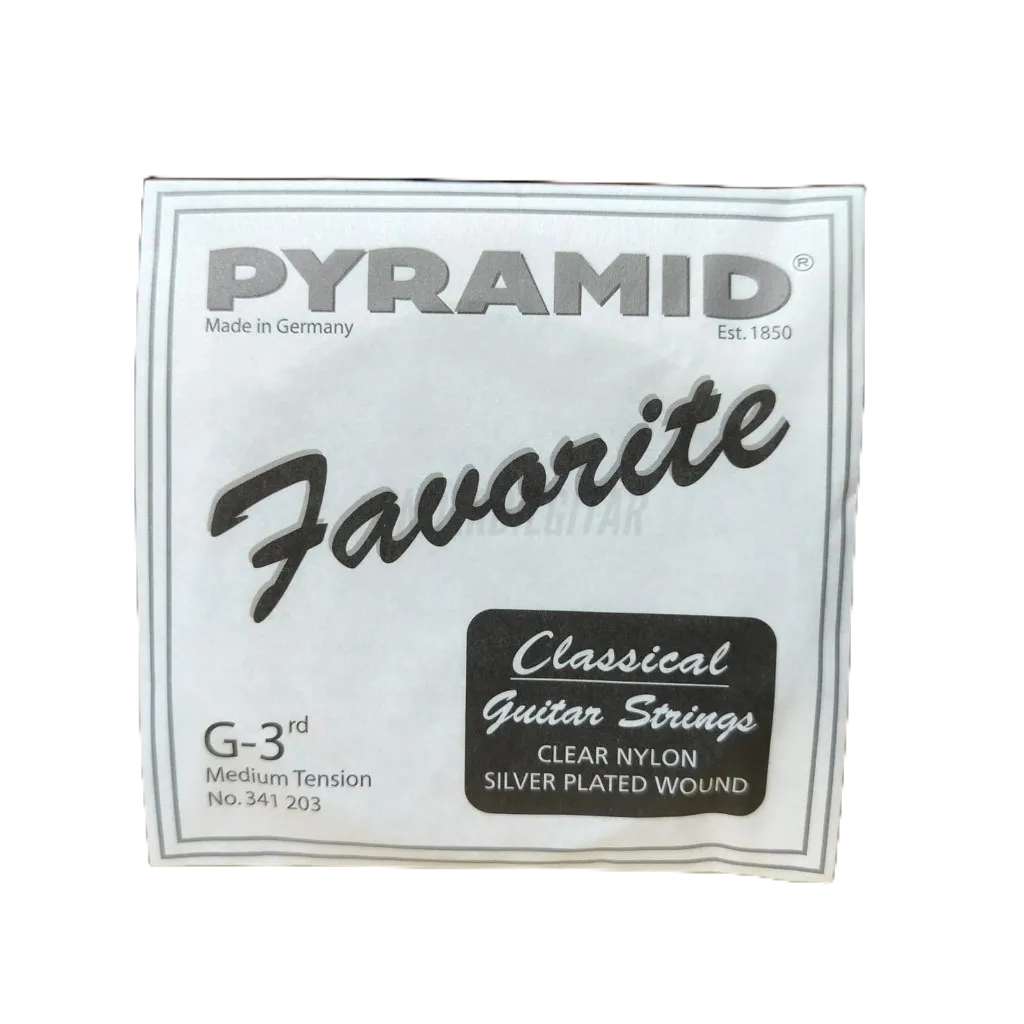 PYRAMID®
Made in Germany
Est. 1850
Favorite
Classical
Guitar Strings
CLEAR NYLON
SILVER PLATED WOUND
G-3rd
Medium Tension
No. 341 203